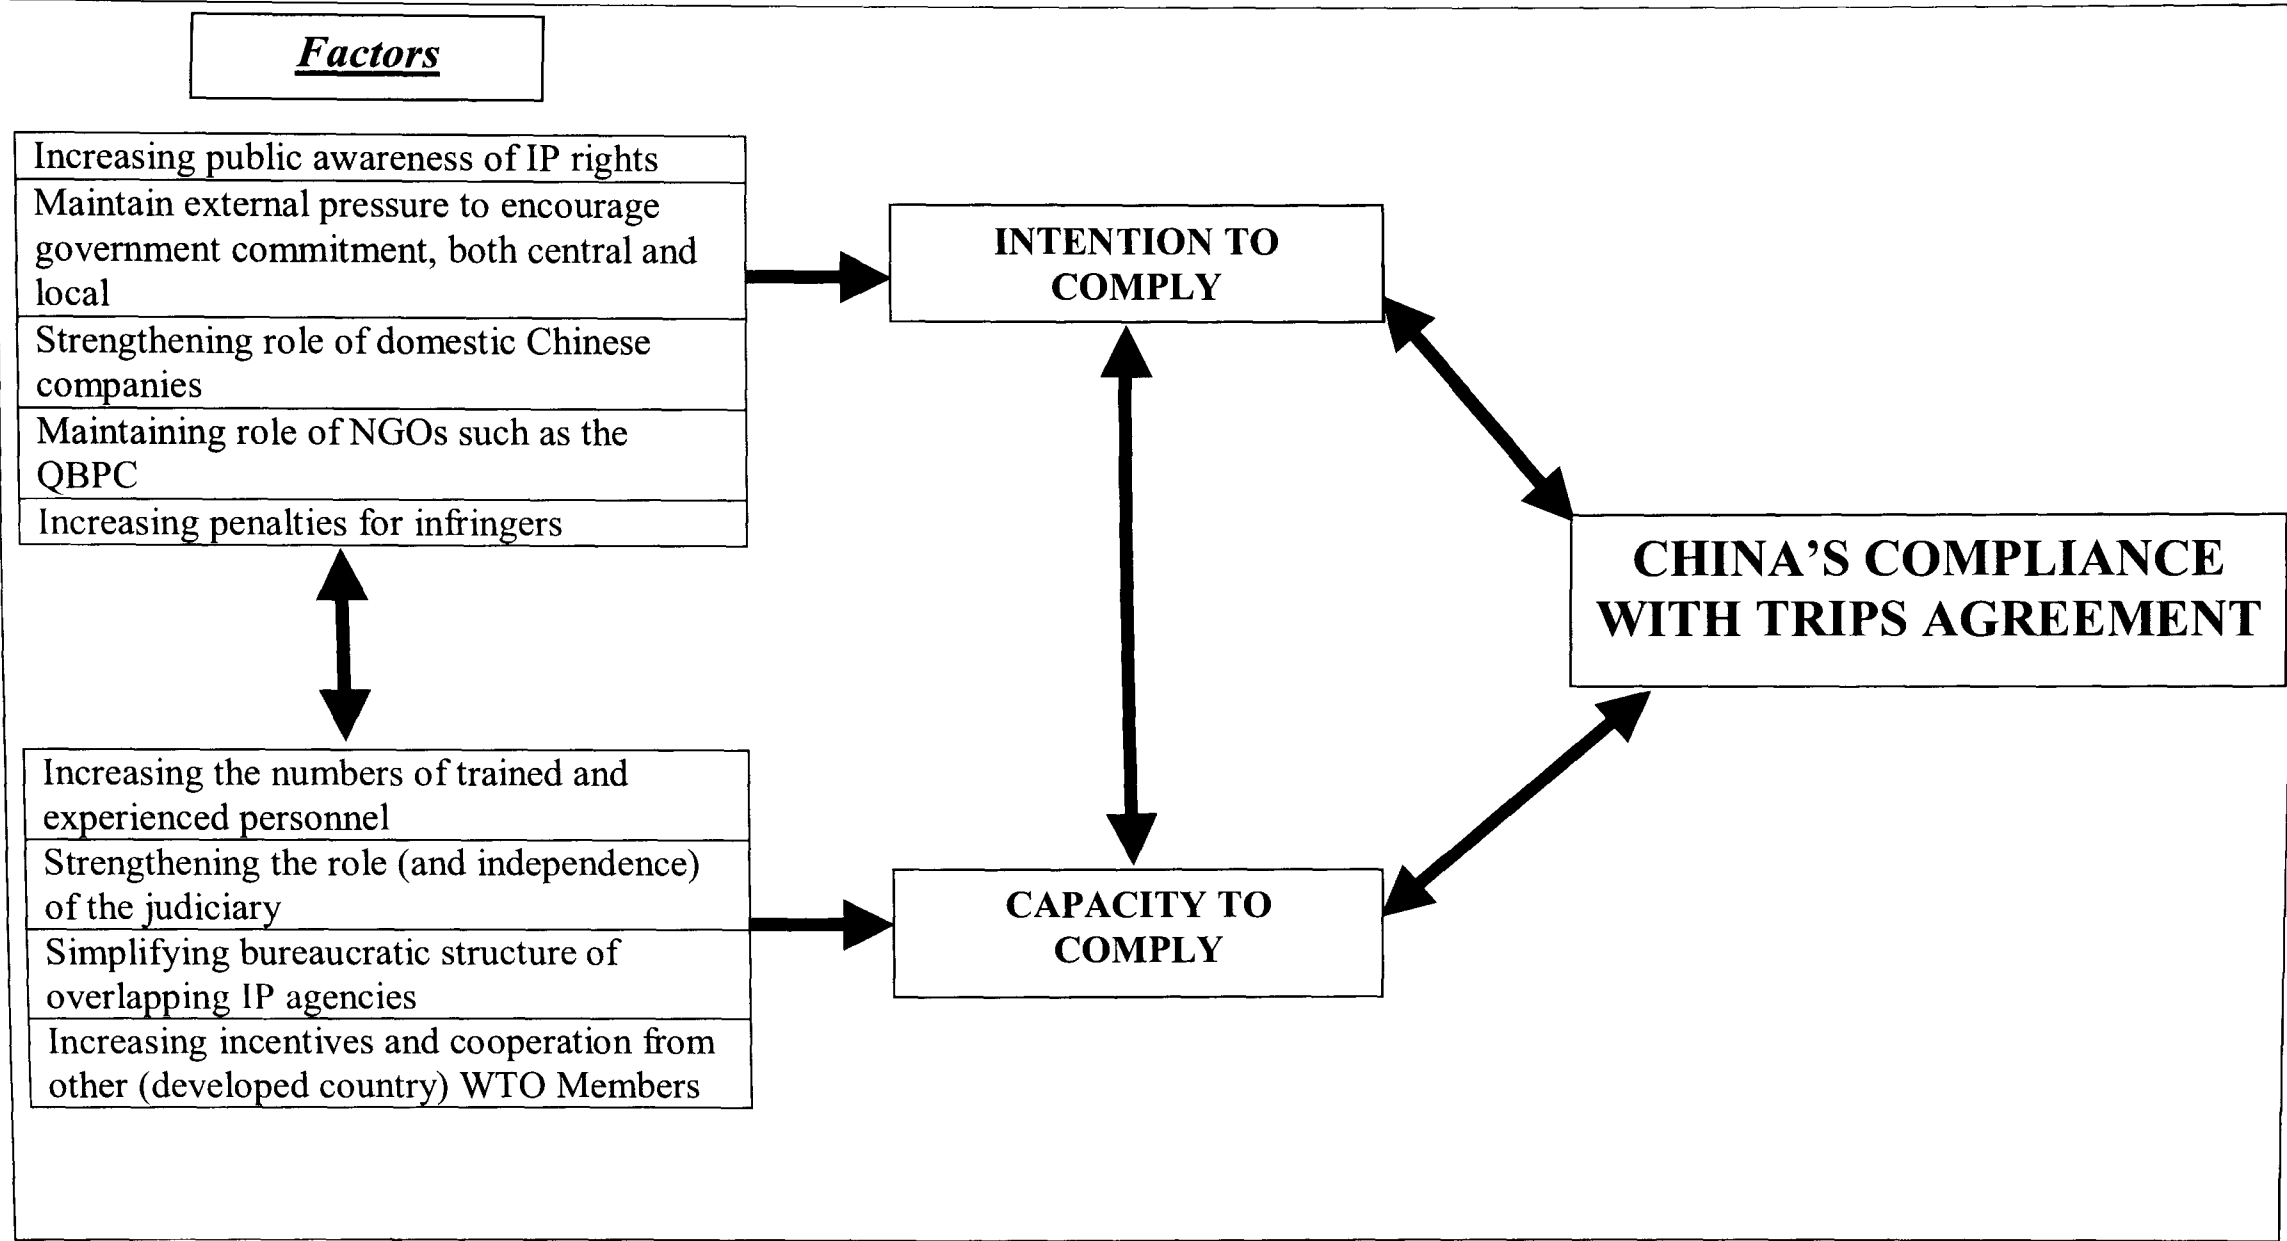 Factors
Increasing public awareness of IP rights
Maintain external pressure to encourage
government commitment, both central and
local
Strengthening role of domestic Chinese
companies
Maintaining role of NGOs such as the
QBPC
Increasing penalties for infringers
Increasing the numbers of trained and
experienced personnel
Strengthening the role (and independence)
of the judiciary
Simplifying bureaucratic structure of
overlapping IP agencies
Increasing incentives and cooperation from
other (developed country) WTO Members
INTENTION TO
COMPLY
CAPACITY TO
COMPLY
CHINA’S COMPLIANCE
WITH TRIPS AGREEMENT